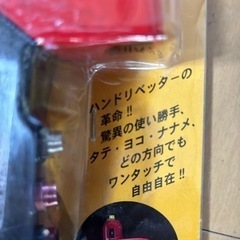 ハンドリベッターの
革命!!
驚異の使い勝手、
タテ・ヨコ・ナナメ、
どの方向でも
ワンタッチで
自由自在!!